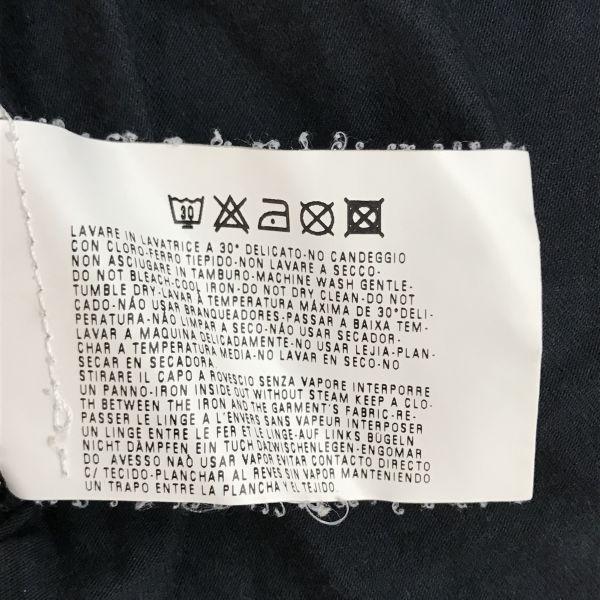 30
LAVARE IN LAVATRICE A 30° DELICATO-NO CANDEGGIO
CON CLORO-FERRO TIEPIDO-NON LAVARE A SECCO-
NON ASCIUGARE IN TAMBURO-MACHINE WASH GENTLE-
DO NOT BLEACH-COOL IRON-DO NOT DRY CLEAN-DO NOT
TUMBLE DRY-LAVAR A TEMPERATURA MÁXIMA DE 30°DELI-
CADO-NÃO USAR BRANQUEADORES-PASSAR A BAIXA TEM-
PERATURA-NÃO LIMPAR A SECO-NÃO USAR SECADOR-
LAVAR A MAQUINA DELICADAMENTE-NO USAR LEJIA-PLAN-
CHAR A TEMPERATURA MEDIA-NO LAVAR EN SECO-NO
SECAR EN SECADORA
STIRARE IL CAPO A ROVESCIO SENZA VAPORE INTERPORRE
UN PANNO-IRON INSIDE OUT WITHOUT STEAM KEEP A CLO-
TH BETWEEN THE IRON AND THE GARMENT'S FABRIC-RE-
PASSER LE LINGE A L'ENVERS SANS VAPEUR INTERPOSER
UN LINGE ENTRE LE FER ET LE LINGE-AUF LINKS BÜGELN
NICHT DÄMPFEN EIN TUCH DAZWISCHENLEGEN-ENGOMAR
DO AVESSO NAÒ USAR VAPOR EVITAR CONTACTO DIRECTO
C/ TECIDO-PLANCHAR AL REVES SIN VAPOR MANTENIENDO
UN TRAPO ENTRE LA PLANCHA Y EL TEJIDO.